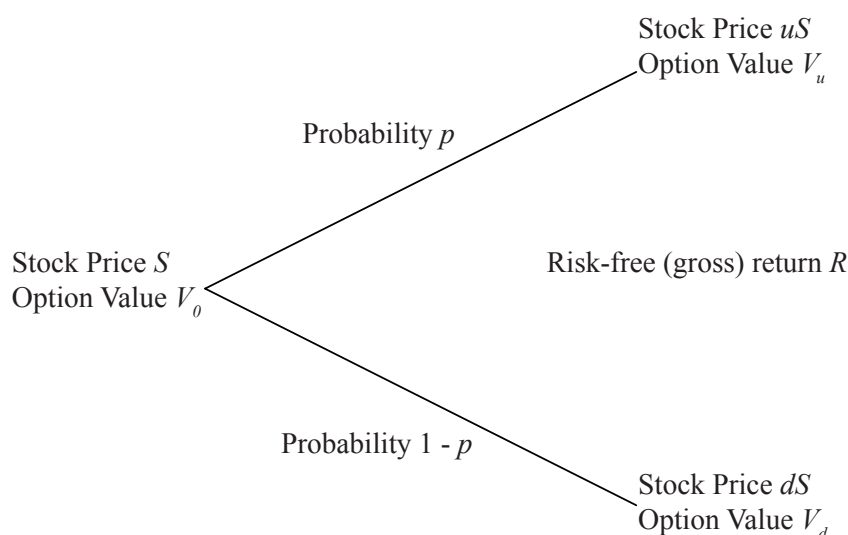 Stock Price uS
Option Value V_u
Probability p
Stock Price S
Option Value V_0
Risk-free (gross) return R
Probability 1 - p
Stock Price dS
Option Value V_d